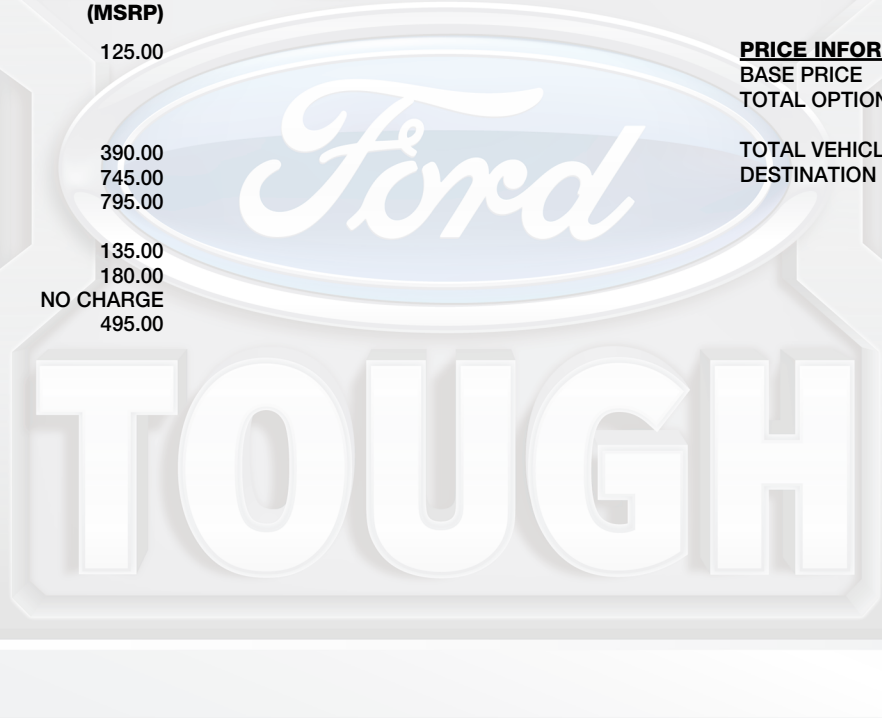 (MSRP)
125.00
390.00
745.00
795.00
135.00
180.00
NO CHARGE
495.00
PRICE INFOR
BASE PRICE
TOTAL OPTION
TOTAL VEHICL
DESTINATION
Ford
TOUGH